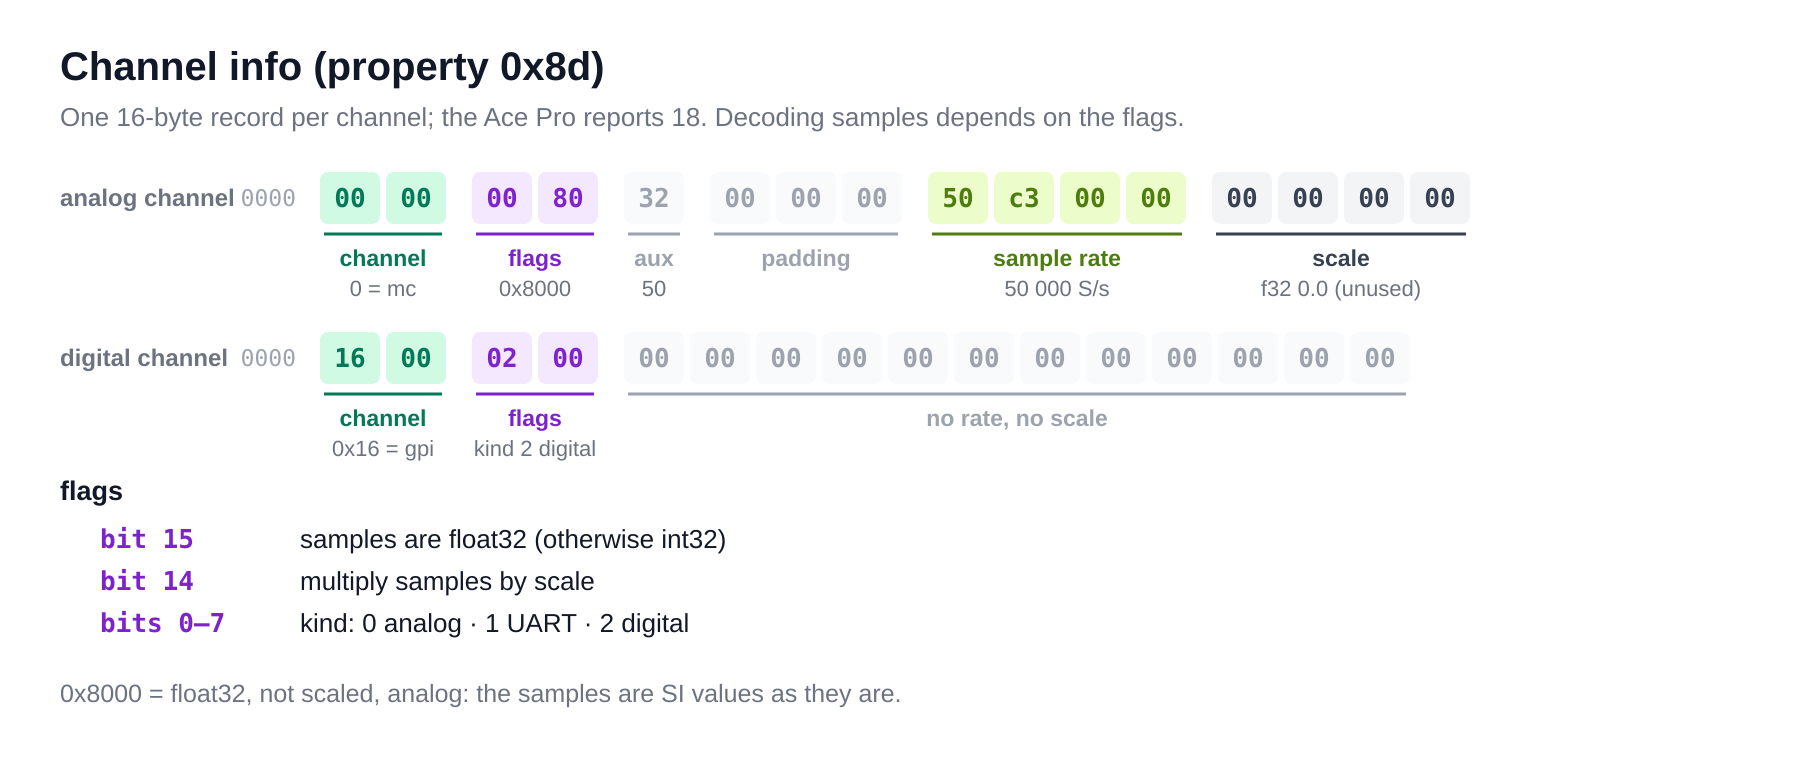 Channel info (property 0x8d)
One 16-byte record per channel; the Ace Pro reports 18. Decoding samples depends on the flags.
analog channel 0000 00 00 00 80 32 00 00 00 50 c3 00 00 00 00 00 00
channel flags aux padding sample rate scale
0 = mc 0x8000 50 50 000 S/s f32 0.0 (unused)
digital channel 0000 16 00 02 00 00 00 00 00 00 00 00 00 00 00 00 00
channel flags no rate, no scale
0x16 = gpi kind 2 digital
flags
bit 15 samples are float32 (otherwise int32)
bit 14 multiply samples by scale
bits 0–7 kind: 0 analog · 1 UART · 2 digital
0x8000 = float32, not scaled, analog: the samples are SI values as they are.